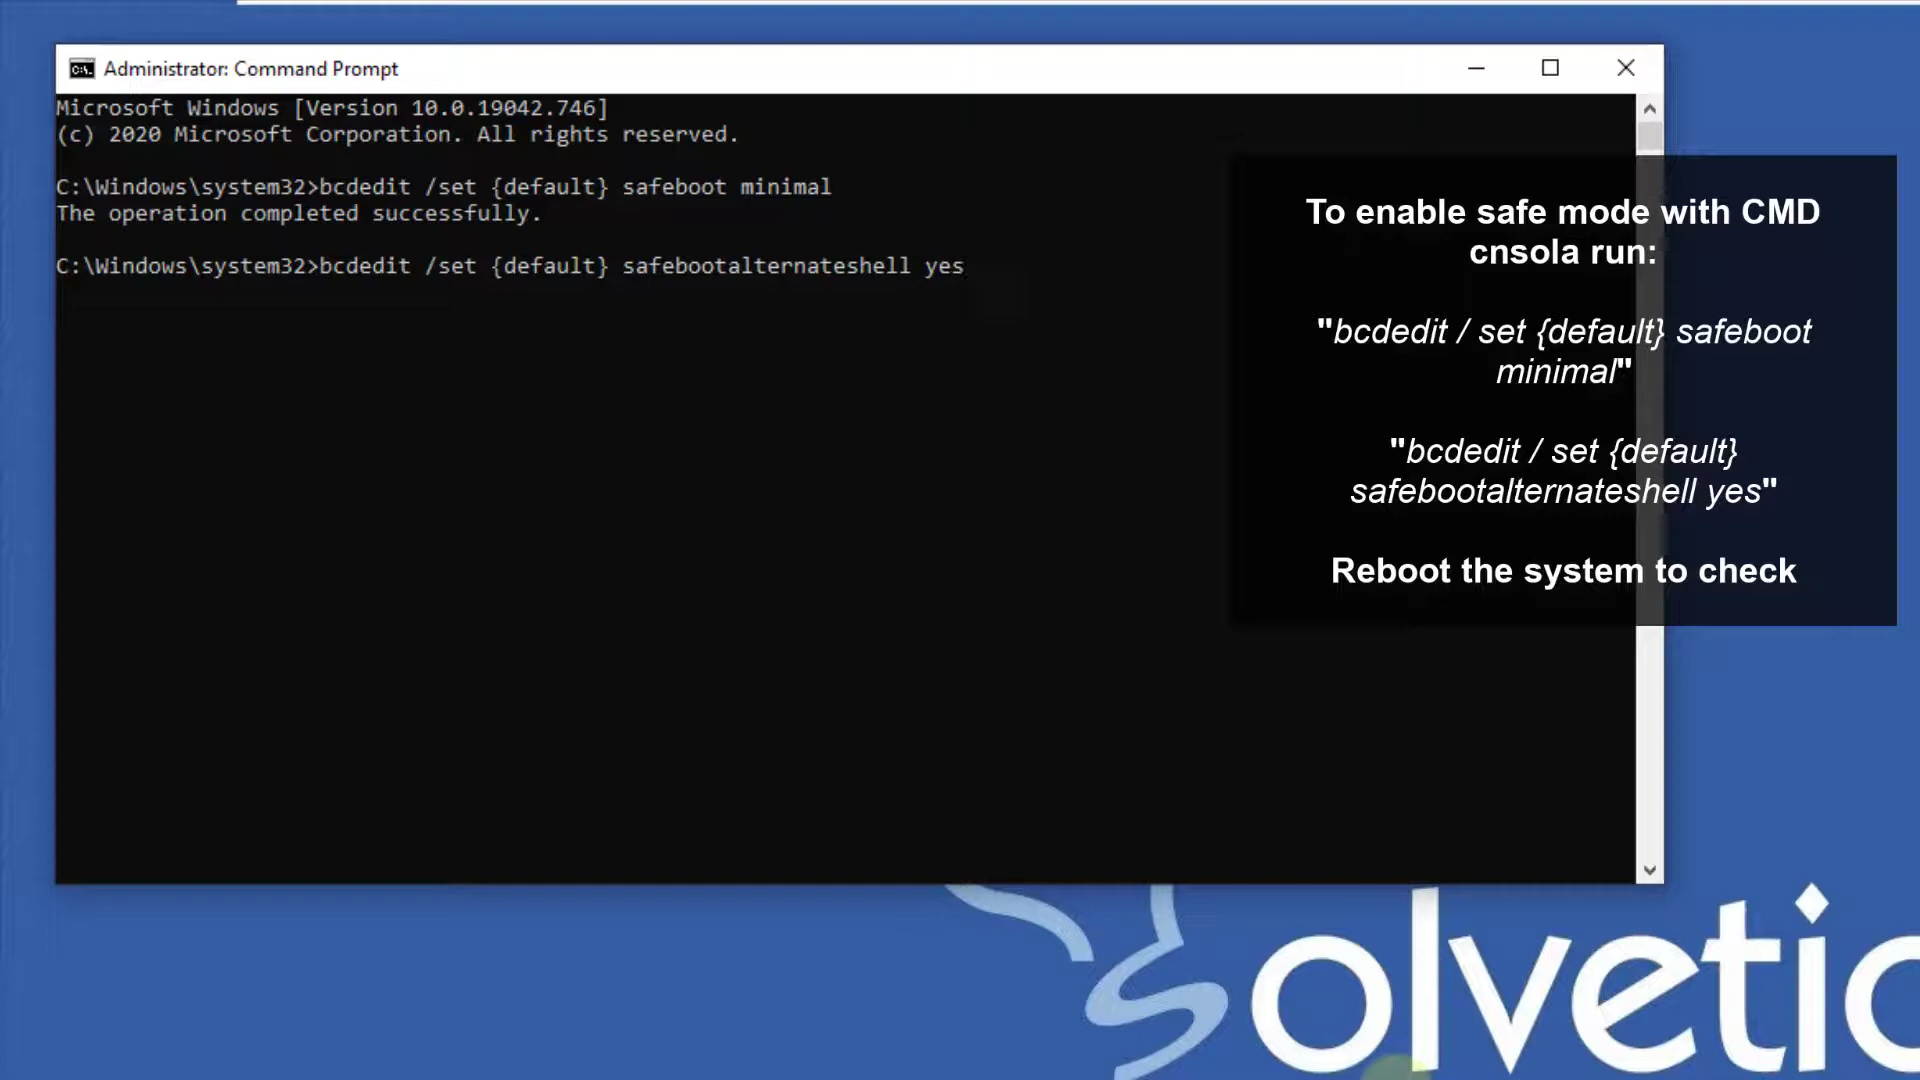 Administrator: Command Prompt
Microsoft Windows [Version 10.0.19042.746]
(c) 2020 Microsoft Corporation. All rights reserved.
C:\Windows\system32>bcdedit /set {default} safeboot minimal
The operation completed successfully.
C:\Windows\system32>bcdedit /set {default} safebootalternateshell yes
To enable safe mode with CMD
cnsola run:
"bcdedit / set {default} safeboot
minimal"
"bcdedit / set {default}
safebootalternateshell yes"
Reboot the system to check
Solvetic